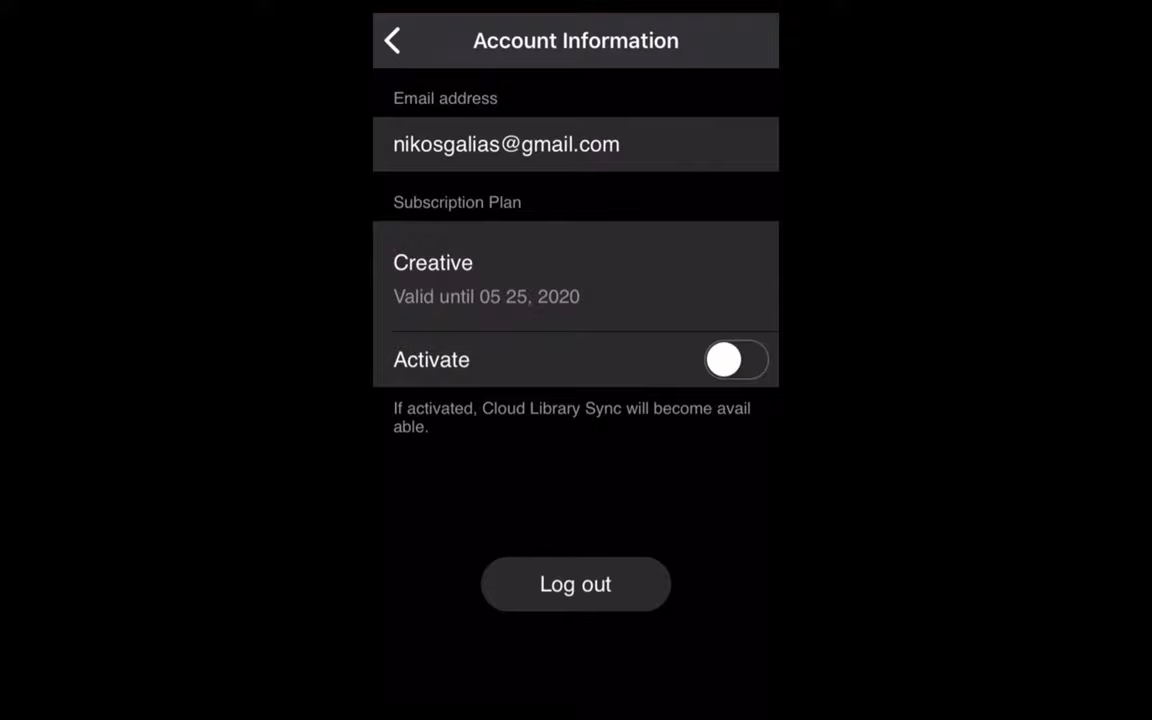 Account Information
Email address
nikosgalias@gmail.com
Subscription Plan
Creative
Valid until 05 25, 2020
Activate
If activated, Cloud Library Sync will become avail
able.
Log out